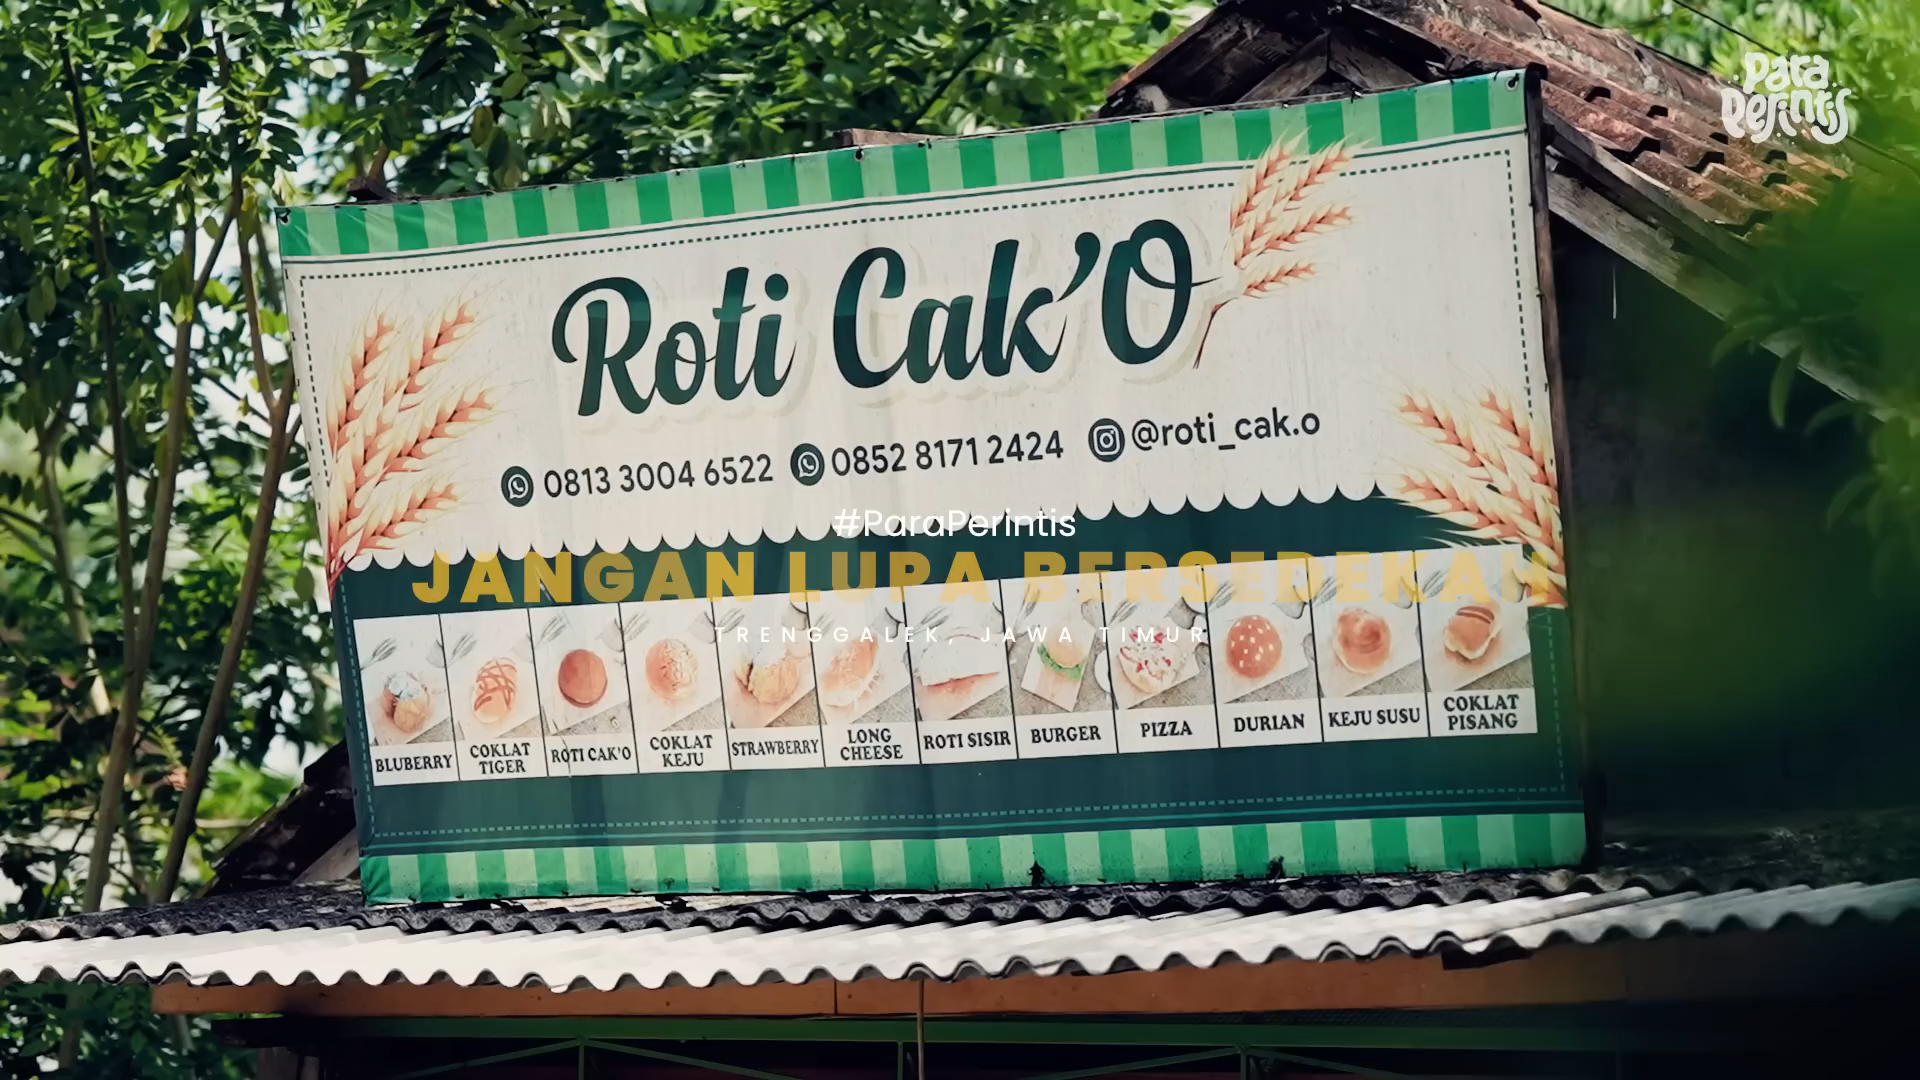 Para
Perintis
Roti Cak'O
0813 3004 6522 0852 8171 2424 @roti_cak.o
#ParaPerintis
JANGAN LUPA BERSEDEKAH
TRENGGALEK, JAWA TIMUR
BLUBERRY
COKLAT
TIGER
ROTI CAK'O
COKLAT
KEJU
STRAWBERRY
LONG
CHEESE
ROTI SISIR
BURGER
PIZZA
DURIAN
KEJU SUSU
COKLAT
PISANG